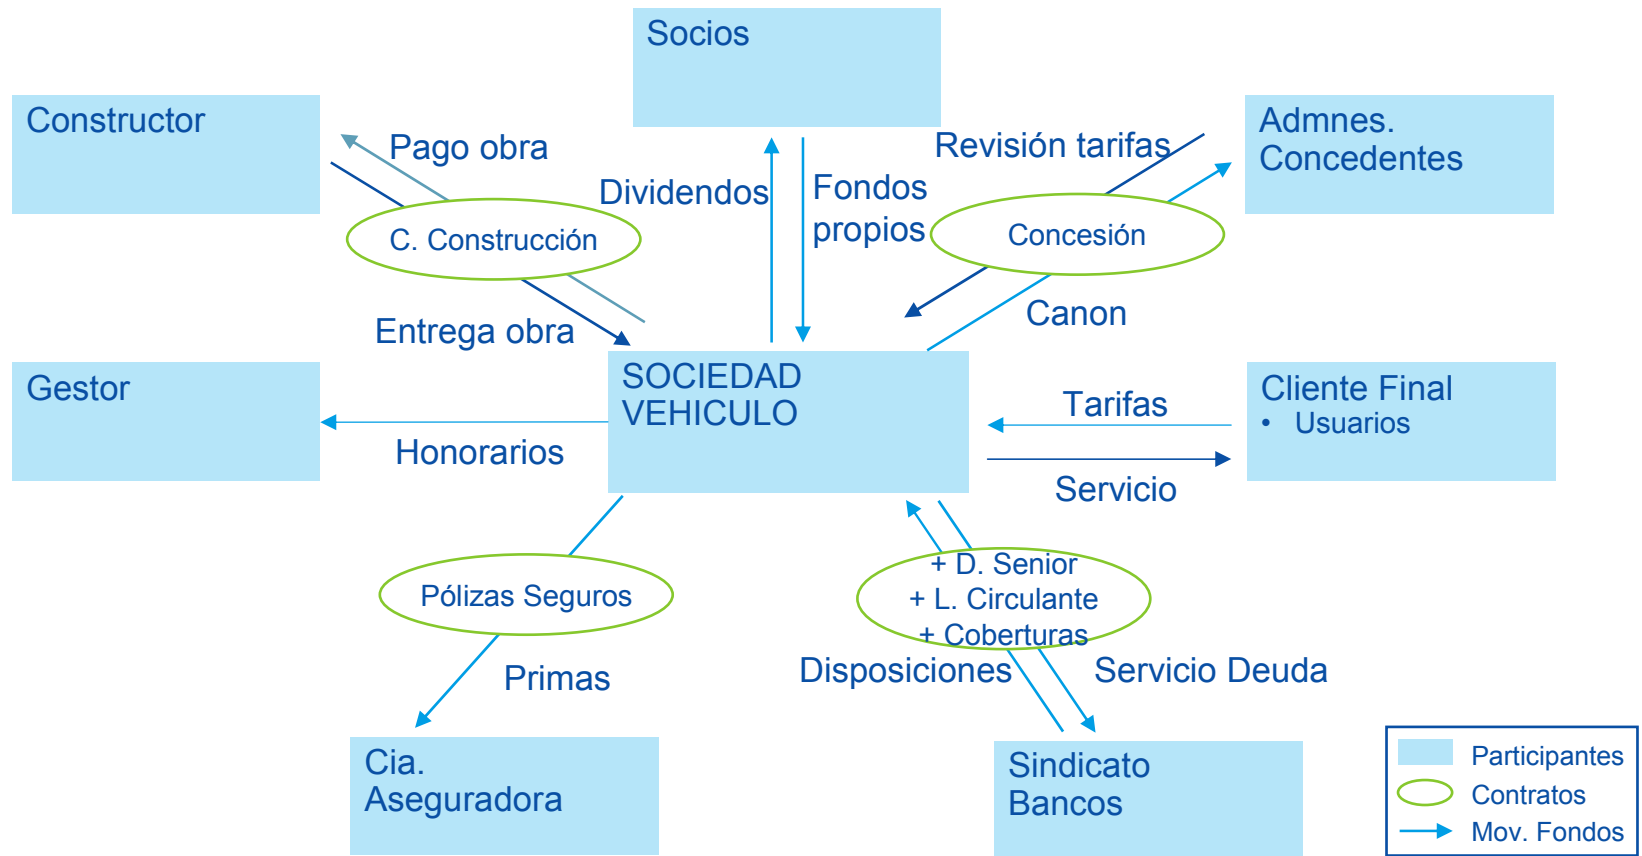 Socios
Constructor
Admnes.
Concedentes
Pago obra
Revisión tarifas
Dividendos
Fondos
propios
C. Construcción
Concesión
Entrega obra
Canon
Gestor
SOCIEDAD
VEHICULO
Cliente Final
• Usuarios
Tarifas
Honorarios
Servicio
Pólizas Seguros
+ D. Senior
+ L. Circulante
+ Coberturas
Primas
Disposiciones
Servicio Deuda
Cia.
Aseguradora
Sindicato
Bancos
Participantes
Contratos
Mov. Fondos